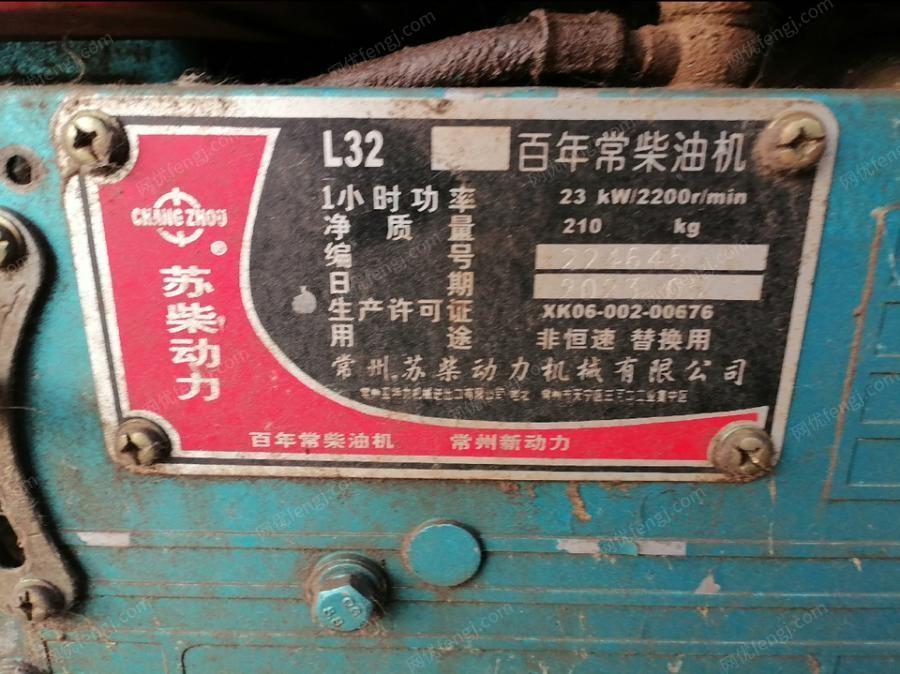 L32 百年常柴油机
1小时功率 23 kW/2200r/min
净质量 210 kg
编号
日期
生产许可证 XK06-002-00676
用途 非恒速 替换用
常州苏柴动力机械有限公司
CHANG ZHOU
®
苏柴动力
百年常柴油机 常州新动力